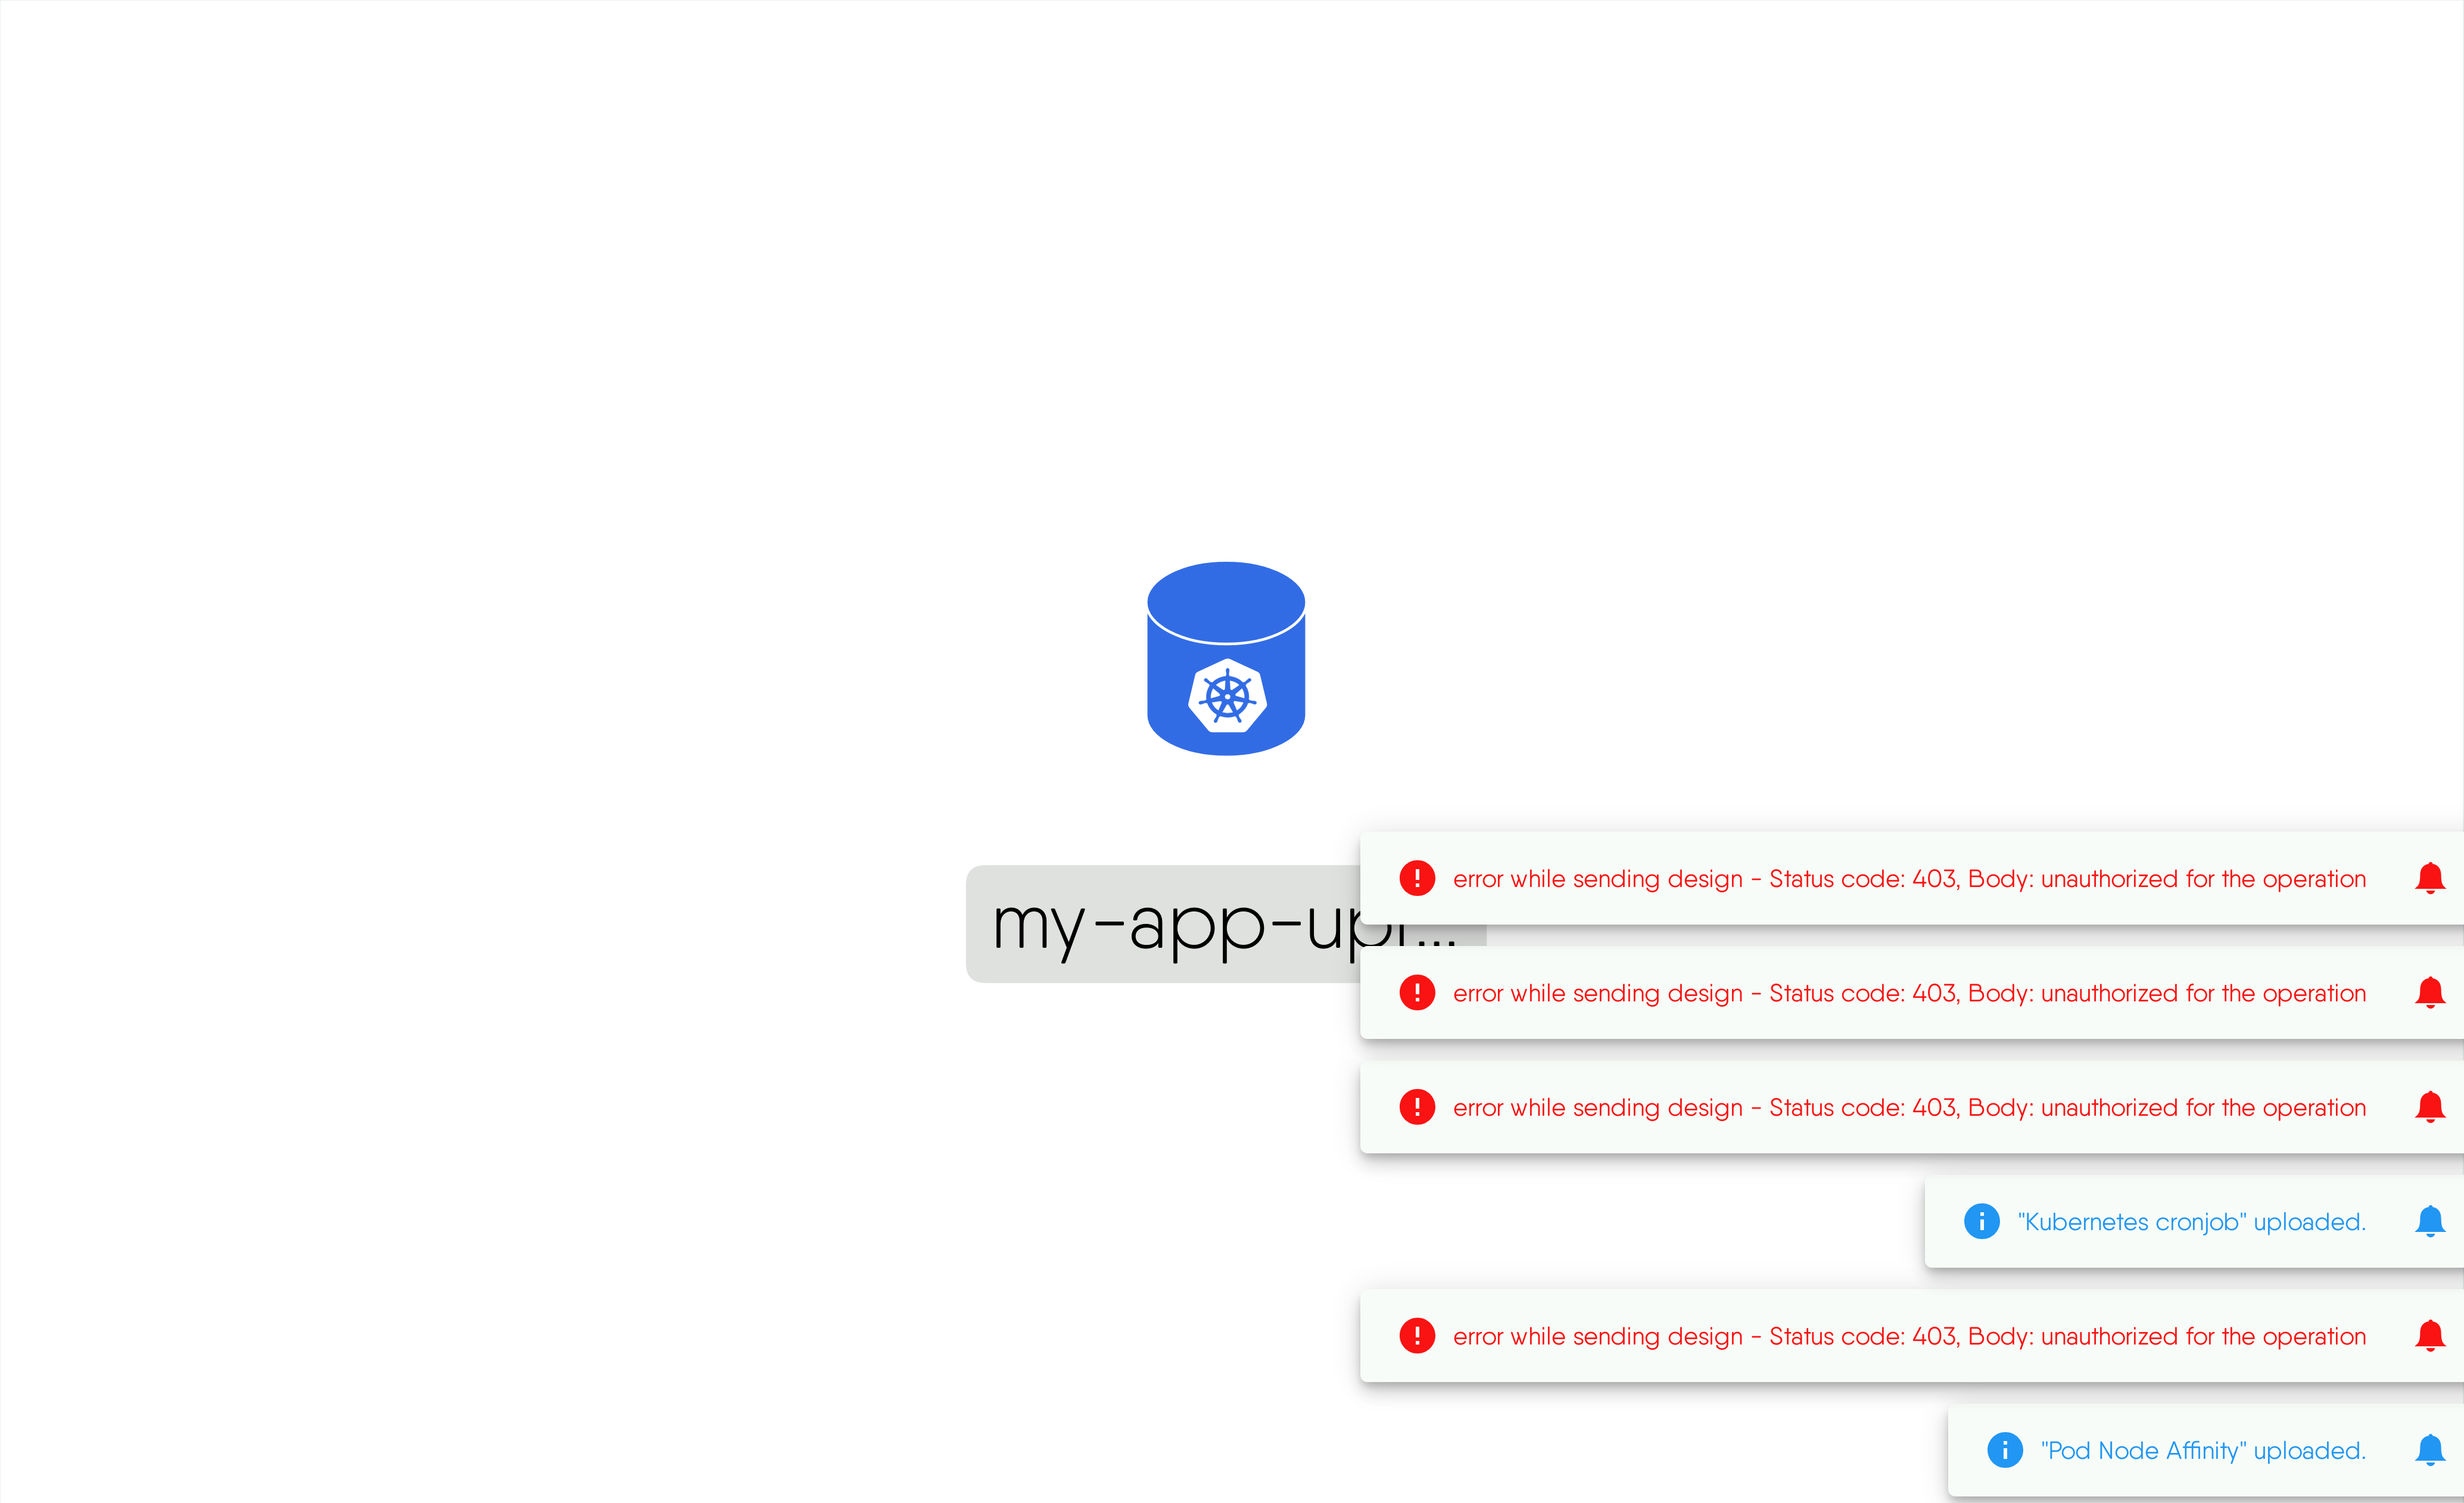 error while sending design - Status code: 403, Body: unauthorized for the operation
my-app-upr...
error while sending design - Status code: 403, Body: unauthorized for the operation
error while sending design - Status code: 403, Body: unauthorized for the operation
"Kubernetes cronjob" uploaded.
error while sending design - Status code: 403, Body: unauthorized for the operation
"Pod Node Affinity" uploaded.